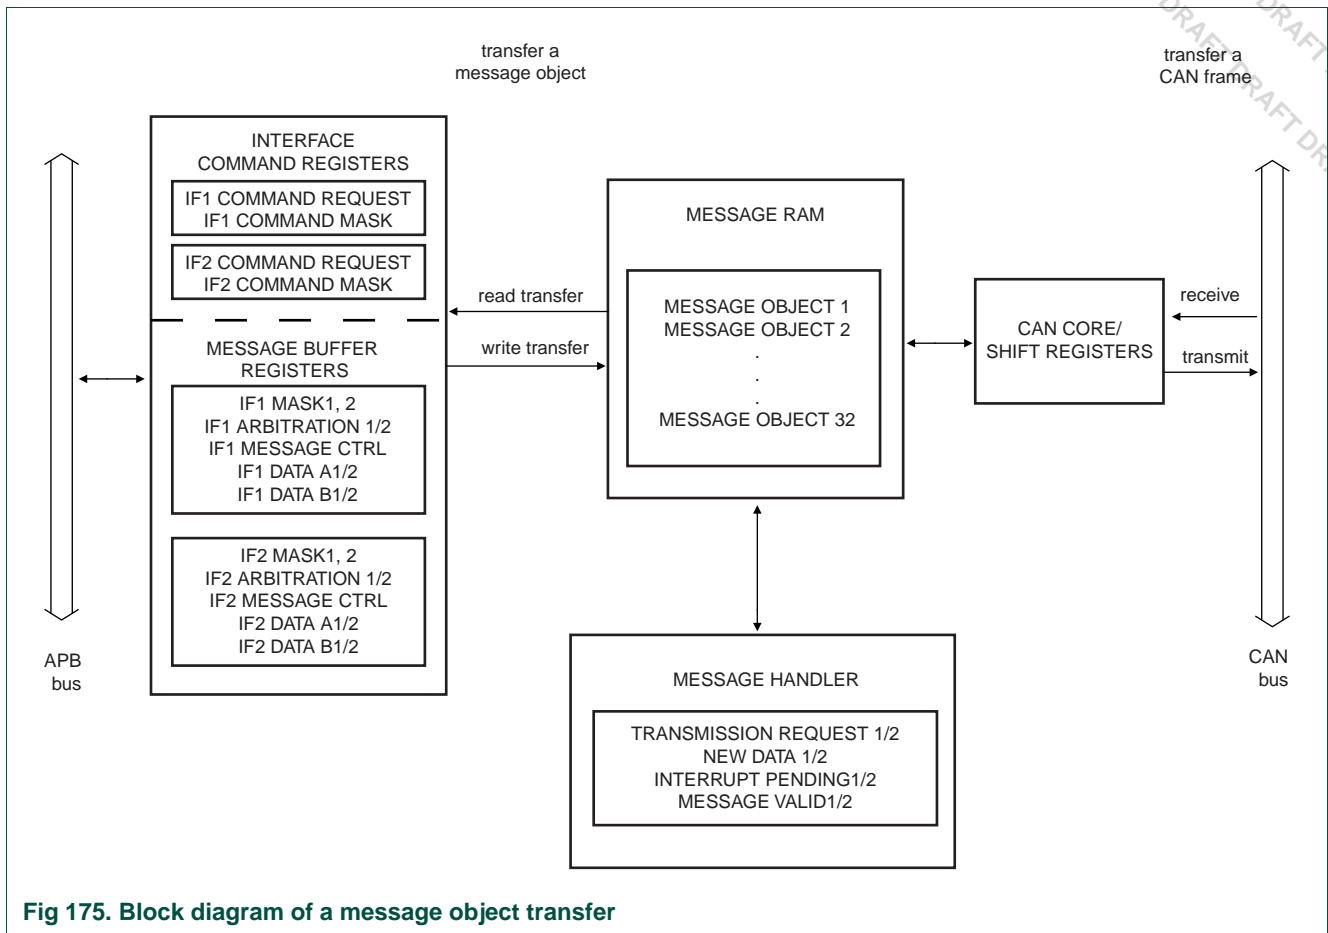 transfer a
message object
transfer a
CAN frame
DRAFT
DRAFT
DRAFT
DRAFT DR
INTERFACE
COMMAND REGISTERS
IF1 COMMAND REQUEST
IF1 COMMAND MASK
IF2 COMMAND REQUEST
IF2 COMMAND MASK
MESSAGE BUFFER
REGISTERS
IF1 MASK1, 2
IF1 ARBITRATION 1/2
IF1 MESSAGE CTRL
IF1 DATA A1/2
IF1 DATA B1/2
IF2 MASK1, 2
IF2 ARBITRATION 1/2
IF2 MESSAGE CTRL
IF2 DATA A1/2
IF2 DATA B1/2
APB
bus
read transfer
write transfer
MESSAGE RAM
MESSAGE OBJECT 1
MESSAGE OBJECT 2
.
.
.
MESSAGE OBJECT 32
CAN CORE/
SHIFT REGISTERS
receive
transmit
CAN
bus
MESSAGE HANDLER
TRANSMISSION REQUEST 1/2
NEW DATA 1/2
INTERRUPT PENDING1/2
MESSAGE VALID1/2
Fig 175. Block diagram of a message object transfer